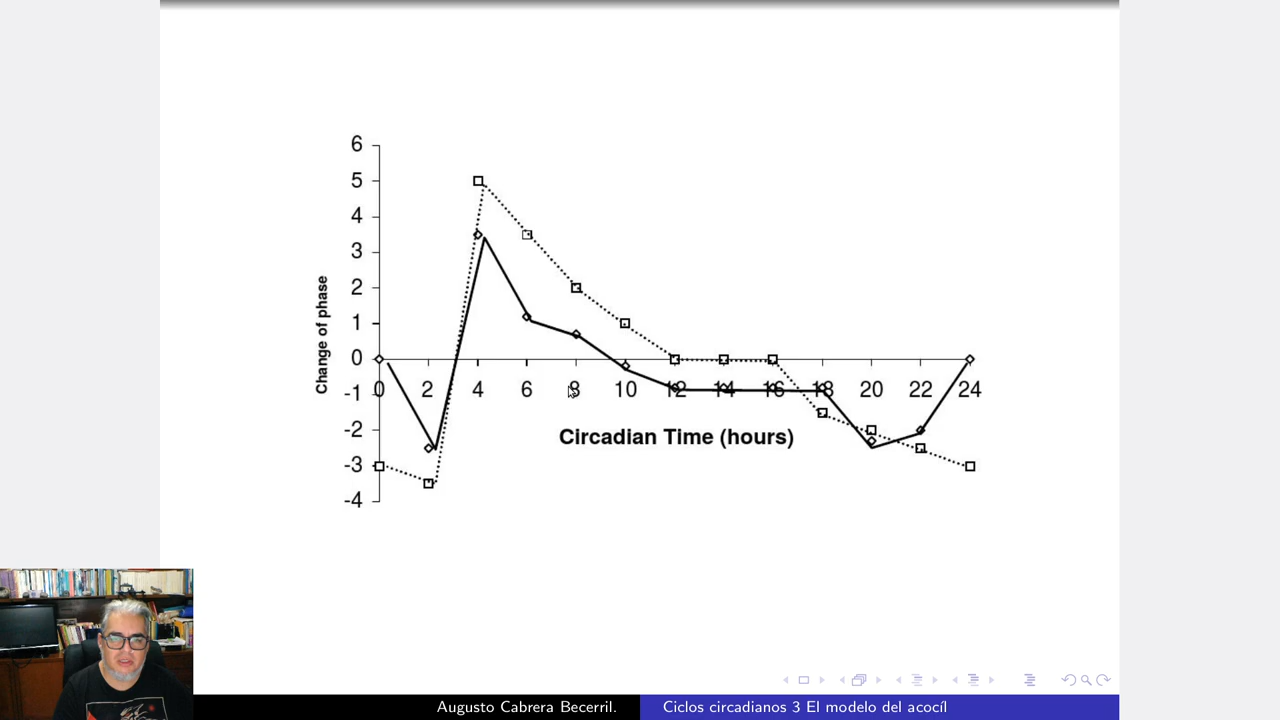 6
5
4
3
2
1
0
-1
-2
-3
-4
Change of phase
0 2 4 6 8 10 12 14 16 18 20 22 24
Circadian Time (hours)
Augusto Cabrera Becerril. Ciclos circadianos 3 El modelo del acocíl